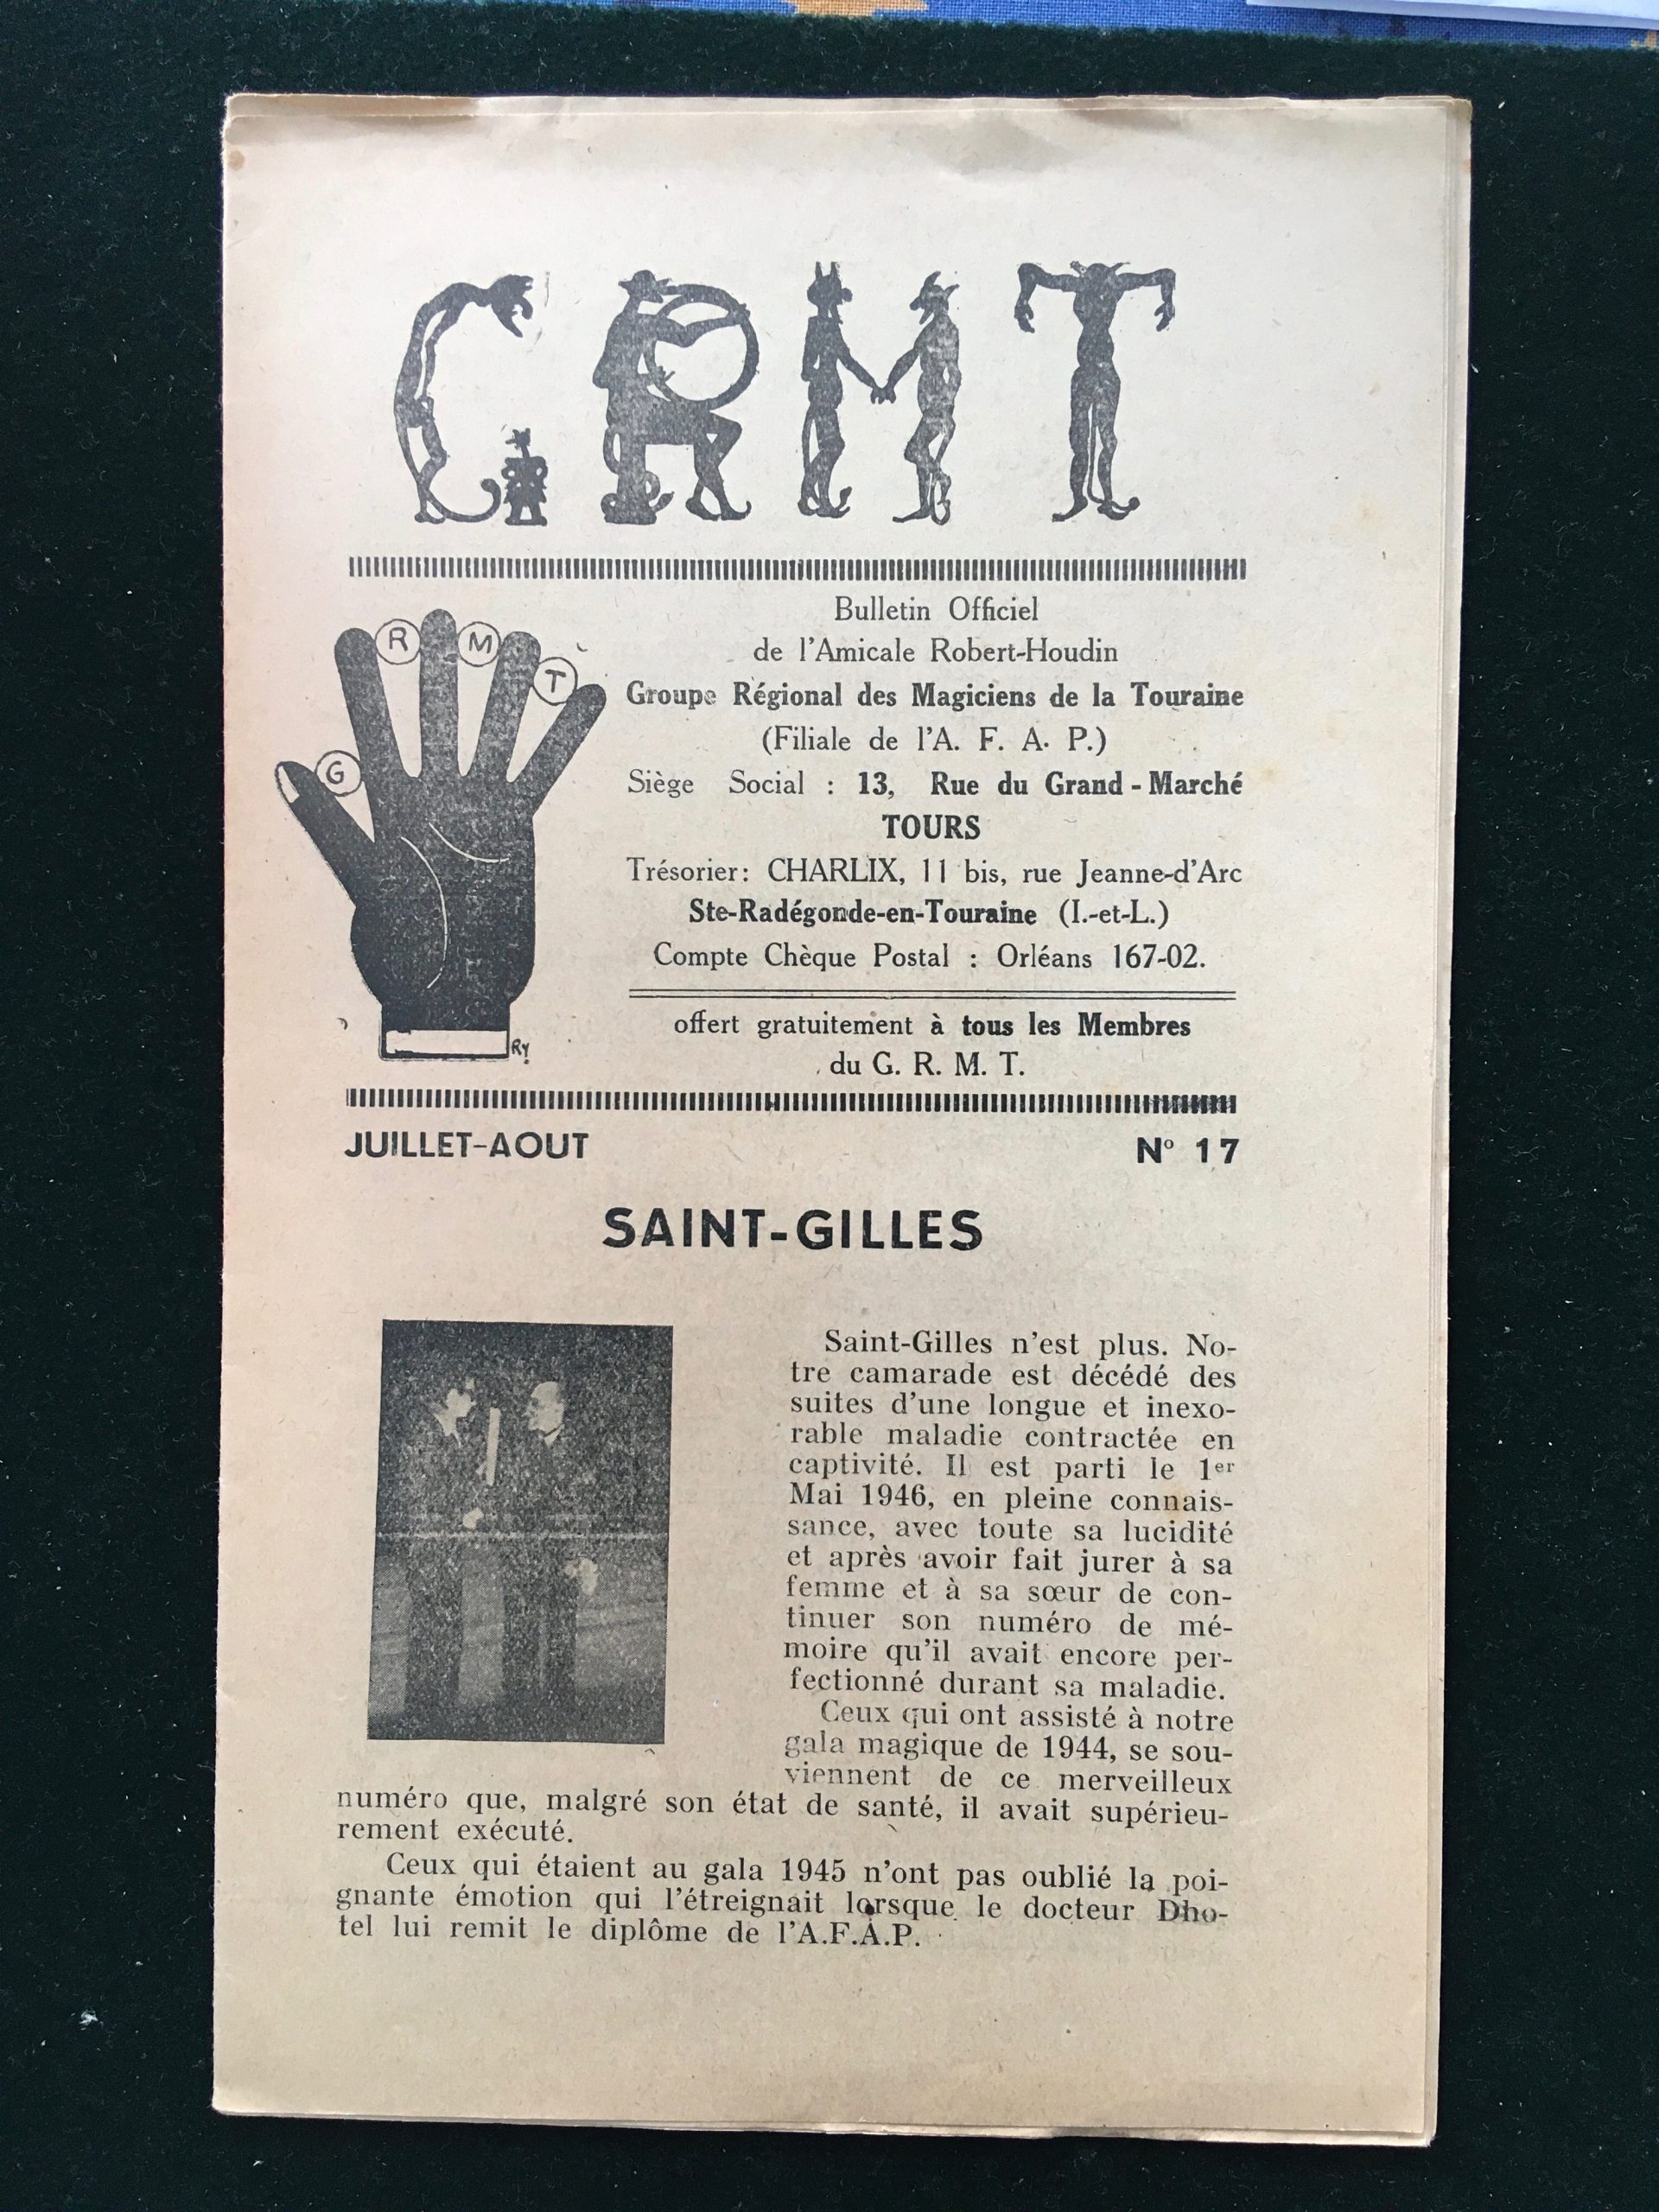 GRMT
Bulletin Officiel
de l'Amicale Robert-Houdin
Groupe Régional des Magiciens de la Touraine
(Filiale de l'A. F. A. P.)
Siège Social : 13, Rue du Grand-Marché
TOURS
Trésorier: CHARLIX, 11 bis, rue Jeanne-d'Arc
Ste-Radégonde-en-Touraine (I.-et-L.)
Compte Chèque Postal : Orléans 167-02.
offert gratuitement à tous les Membres
du G. R. M. T.
G
R
M
T
RY
JUILLET-AOUT
N° 17
SAINT-GILLES
Saint-Gilles n'est plus. No-
tre camarade est décédé des
suites d'une longue et inexo-
rable maladie contractée en
captivité. Il est parti le 1er
Mai 1946, en pleine connais-
sance, avec toute sa lucidité
et après avoir fait jurer à sa
femme et à sa sœur de con-
tinuer son numéro de mé-
moire qu'il avait encore per-
fectionné durant sa maladie.
Ceux qui ont assisté à notre
gala magique de 1944, se sou-
viennent de ce merveilleux
numéro que, malgré son état de santé, il avait supérieu-
rement exécuté.
Ceux qui étaient au gala 1945 n'ont pas oublié la poi-
gnante émotion qui l'étreignait lorsque le docteur Dho-
tel lui remit le diplôme de l'A.F.A.P.